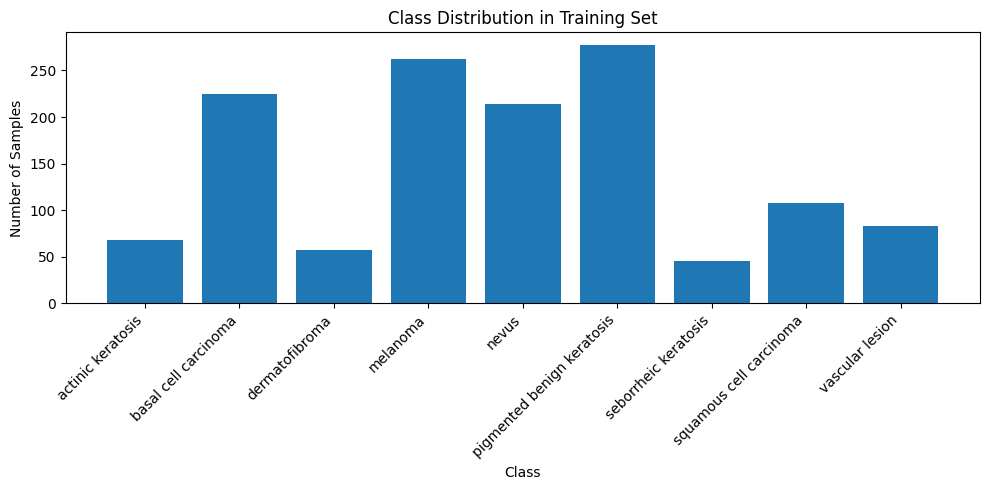 Class Distribution in Training Set
Number of Samples
250
200
150
100
50
0
actinic keratosis
basal cell carcinoma
dermatofibroma
melanoma
nevus
pigmented benign keratosis
seborrheic keratosis
squamous cell carcinoma
vascular lesion
Class